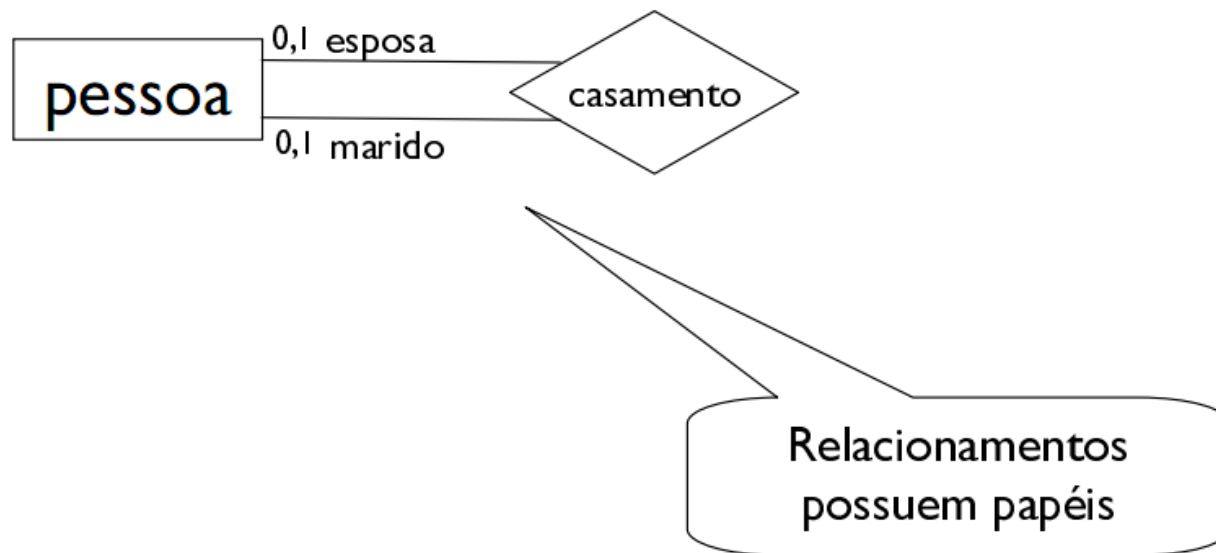 0,1 esposa
pessoa
casamento
0,1 marido
Relacionamentos
possuem papéis